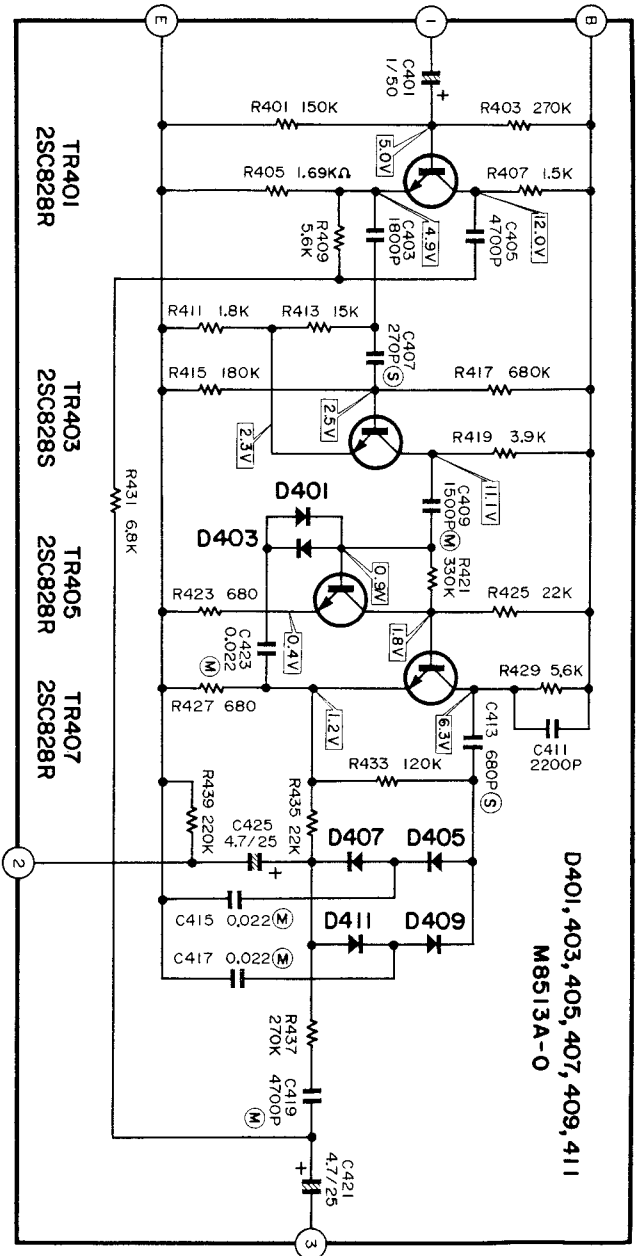 E
1
B
C401
1/50
+
R401 150K
R403 270K
5.0V
TR401
2SC828R
R405 1.69KΩ
R407 1.5K
R409
5.6K
C403
1800P
4.9V
C405
4700P
12.0V
R411 1.8K
R413 15K
C407
270P S
R415 180K
R417 680K
2.5V
TR403
2SC828S
2.3V
R419 3.9K
11.1V
R431 6.8K
D401
C409
1500P M
D403
0.9V
R421
330K
TR405
2SC828R
R423 680
0.4V
C423
0.022
M
1.8V
R425 22K
TR407
2SC828R
R427 680
1.2V
6.3V
R429 5.6K
C411
2200P
C413 680P S
R433 120K
R439
220K
R435
22K
C425
4.7/25
+
D407
D405
2
C415 0.022 M
D411
D409
C417 0.022 M
D401, 403, 405, 407, 409, 411
M8513A-O
R437
270K
C419
4700P
M
C421
4.7/25
+
3